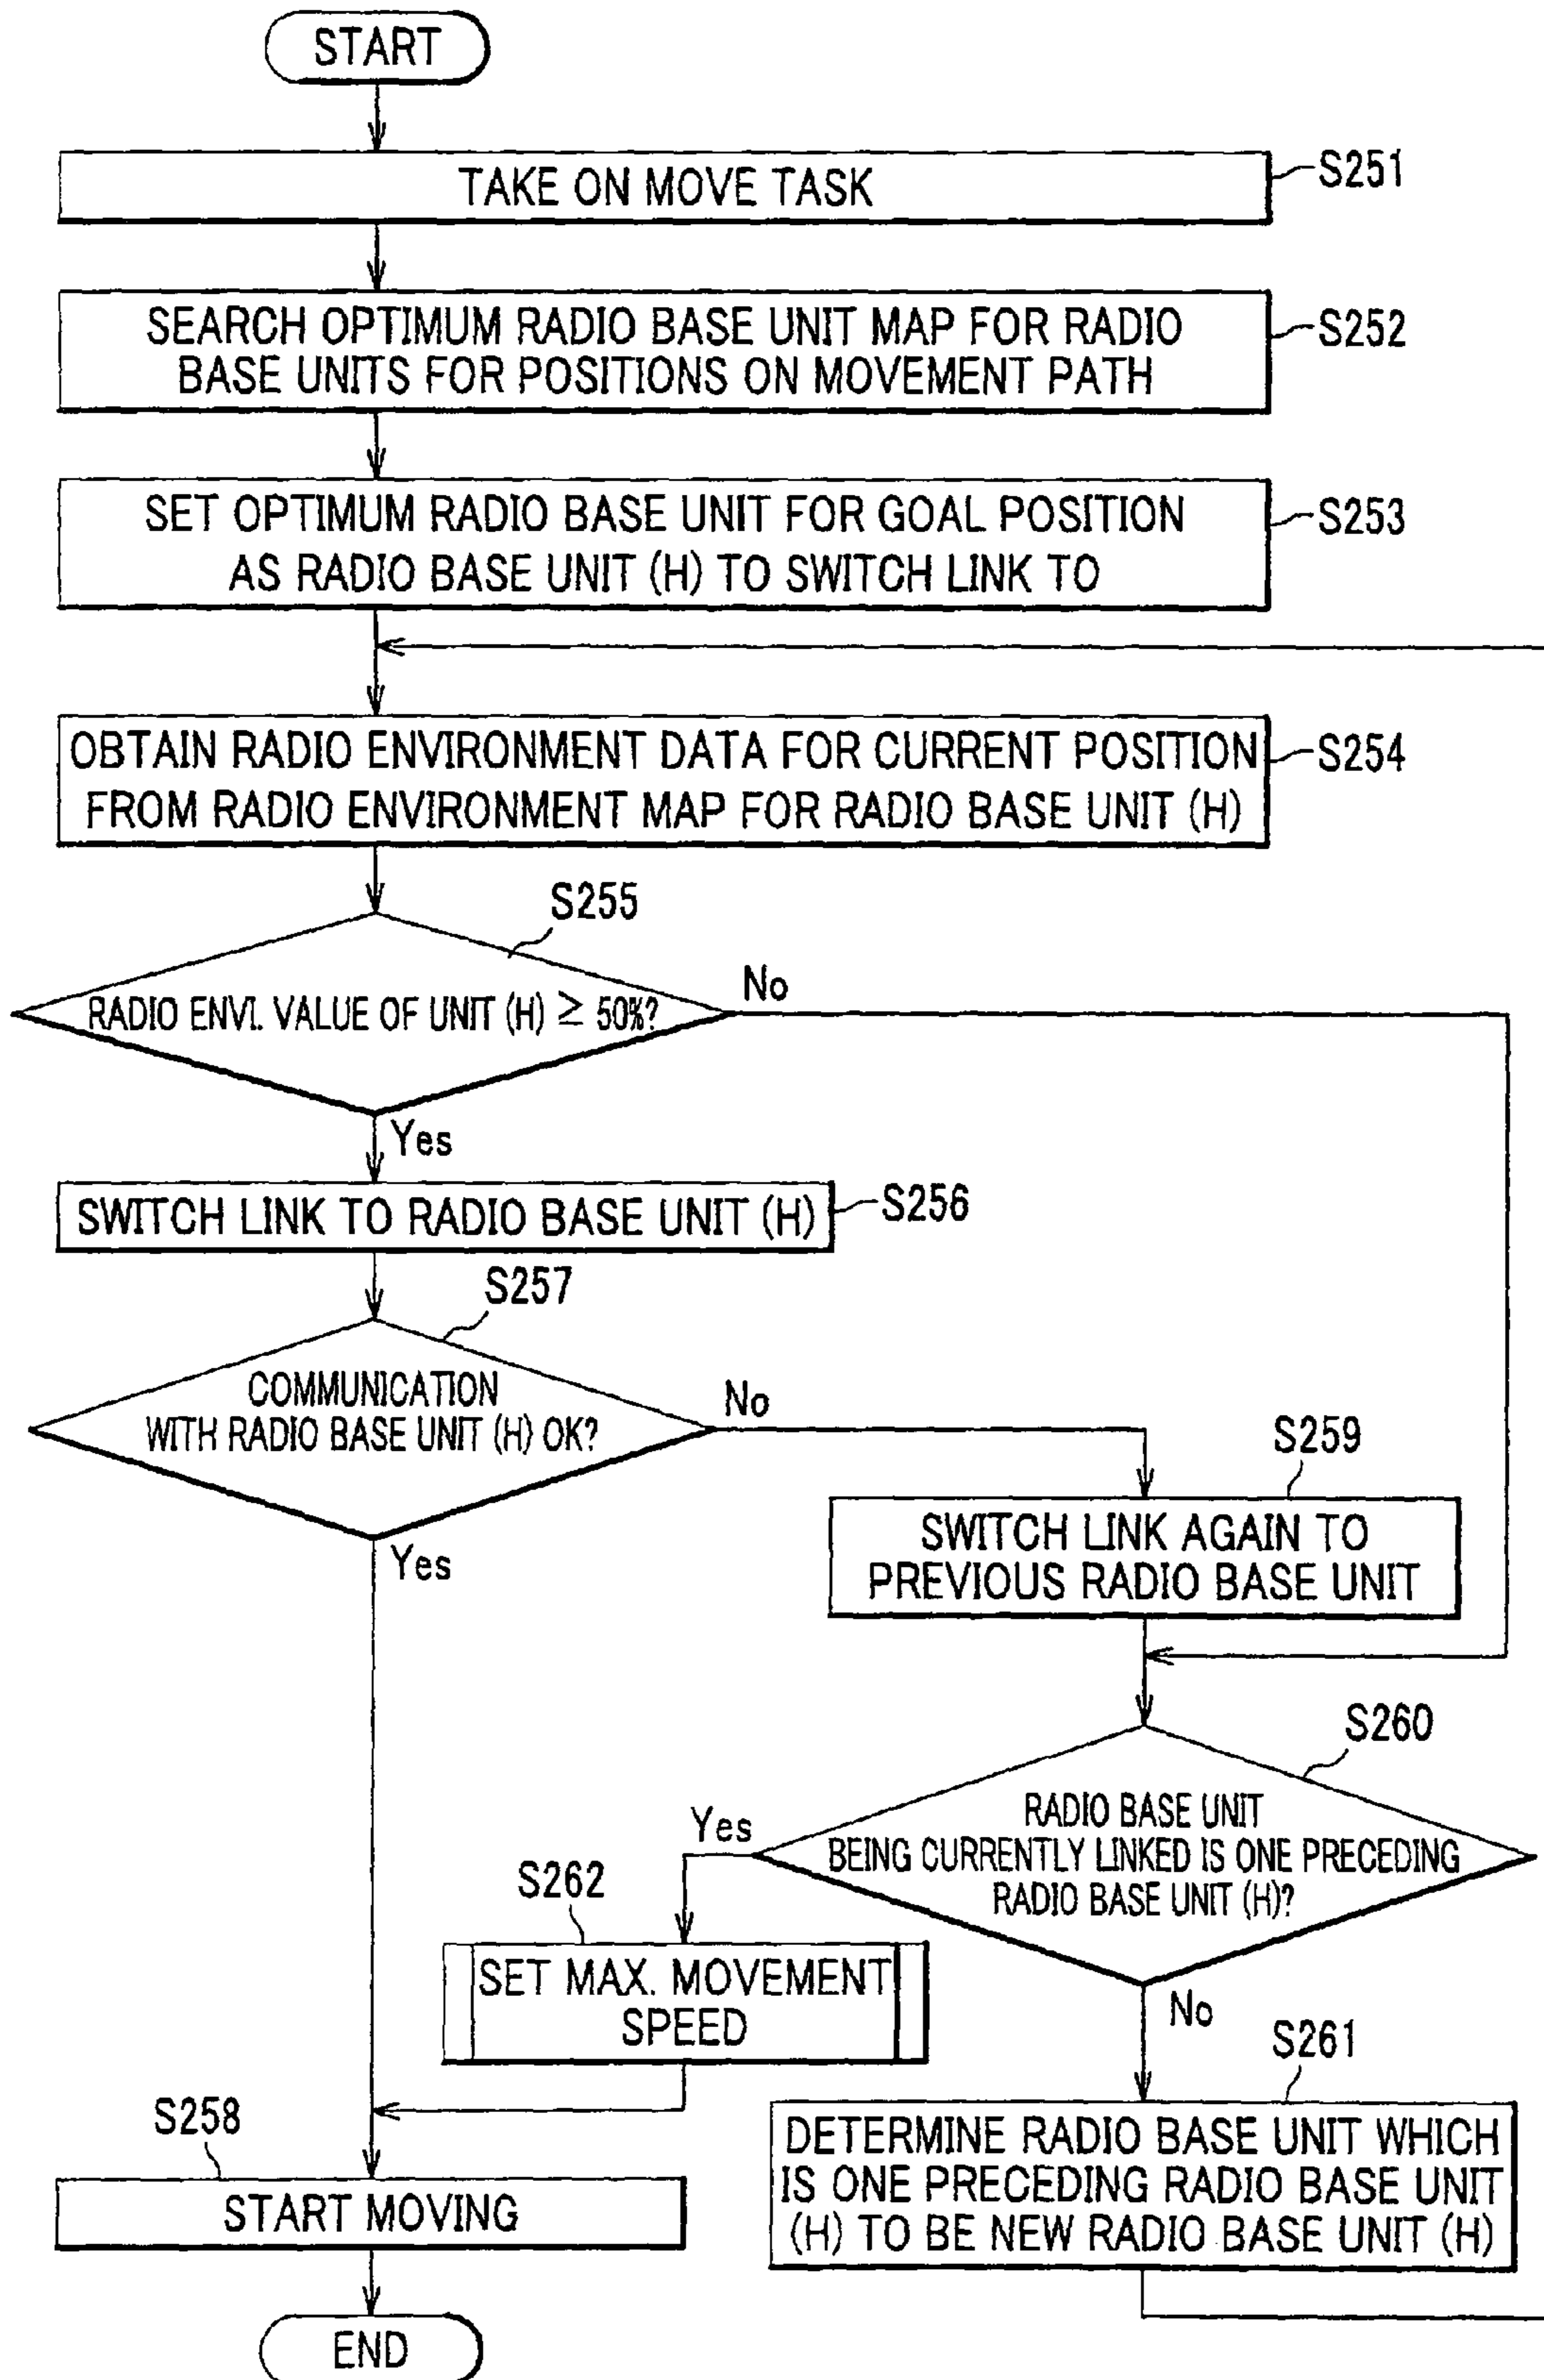 START
TAKE ON MOVE TASK
S251
SEARCH OPTIMUM RADIO BASE UNIT MAP FOR RADIO
BASE UNITS FOR POSITIONS ON MOVEMENT PATH
S252
SET OPTIMUM RADIO BASE UNIT FOR GOAL POSITION
AS RADIO BASE UNIT (H) TO SWITCH LINK TO
S253
OBTAIN RADIO ENVIRONMENT DATA FOR CURRENT POSITION
FROM RADIO ENVIRONMENT MAP FOR RADIO BASE UNIT (H)
S254
S255
RADIO ENVI. VALUE OF UNIT (H) ≥ 50%?
No
Yes
SWITCH LINK TO RADIO BASE UNIT (H)
S256
S257
COMMUNICATION
WITH RADIO BASE UNIT (H) OK?
No
Yes
S259
SWITCH LINK AGAIN TO
PREVIOUS RADIO BASE UNIT
S260
RADIO BASE UNIT
BEING CURRENTLY LINKED IS ONE PRECEDING
RADIO BASE UNIT (H)?
Yes
No
S262
SET MAX. MOVEMENT
SPEED
S261
DETERMINE RADIO BASE UNIT WHICH
IS ONE PRECEDING RADIO BASE UNIT
(H) TO BE NEW RADIO BASE UNIT (H)
S258
START MOVING
END